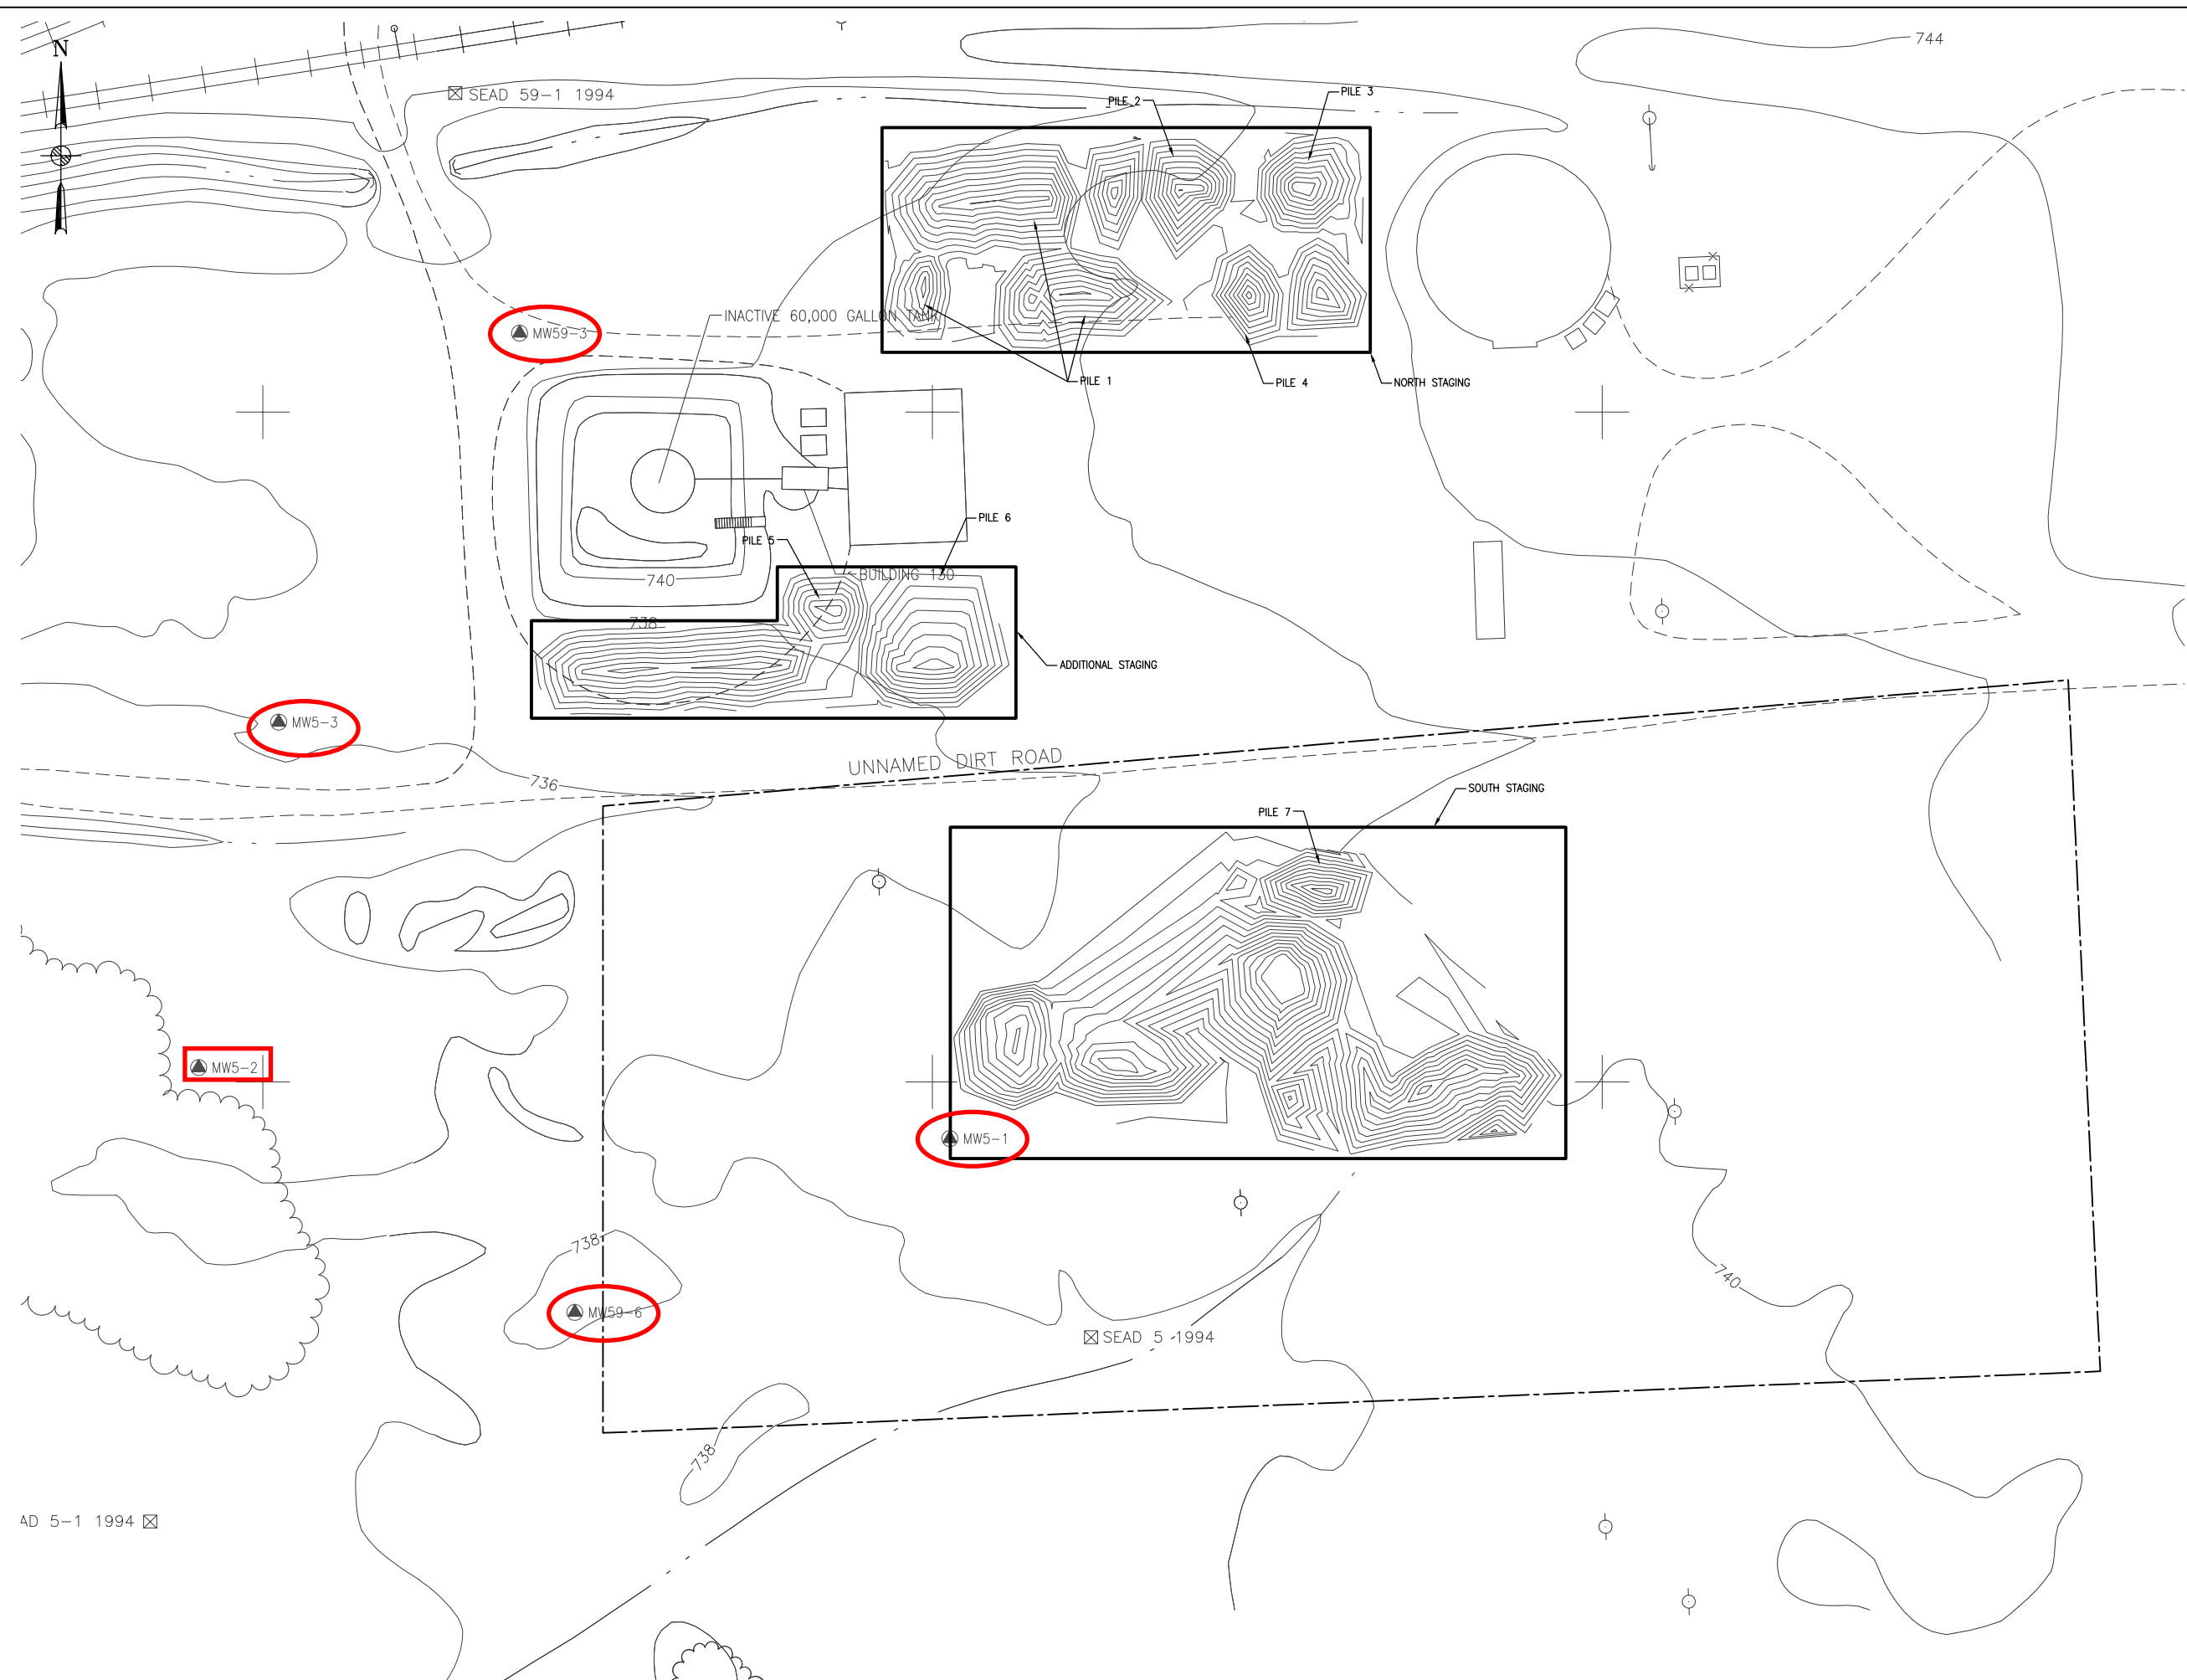 744
N
SEAD 59-1 1994
PILE 2
PILE 3
INACTIVE 60,000 GALLON TANK
MW59-3
PILE 1
PILE 4
NORTH STAGING
PILE 6
PILE 5
BUILDING 130
740
738
ADDITIONAL STAGING
MW5-3
UNNAMED DIRT ROAD
736
SOUTH STAGING
PILE 7
MW5-2
MW5-1
738
740
MW59-6
SEAD 5-1994
738
AD 5-1 1994